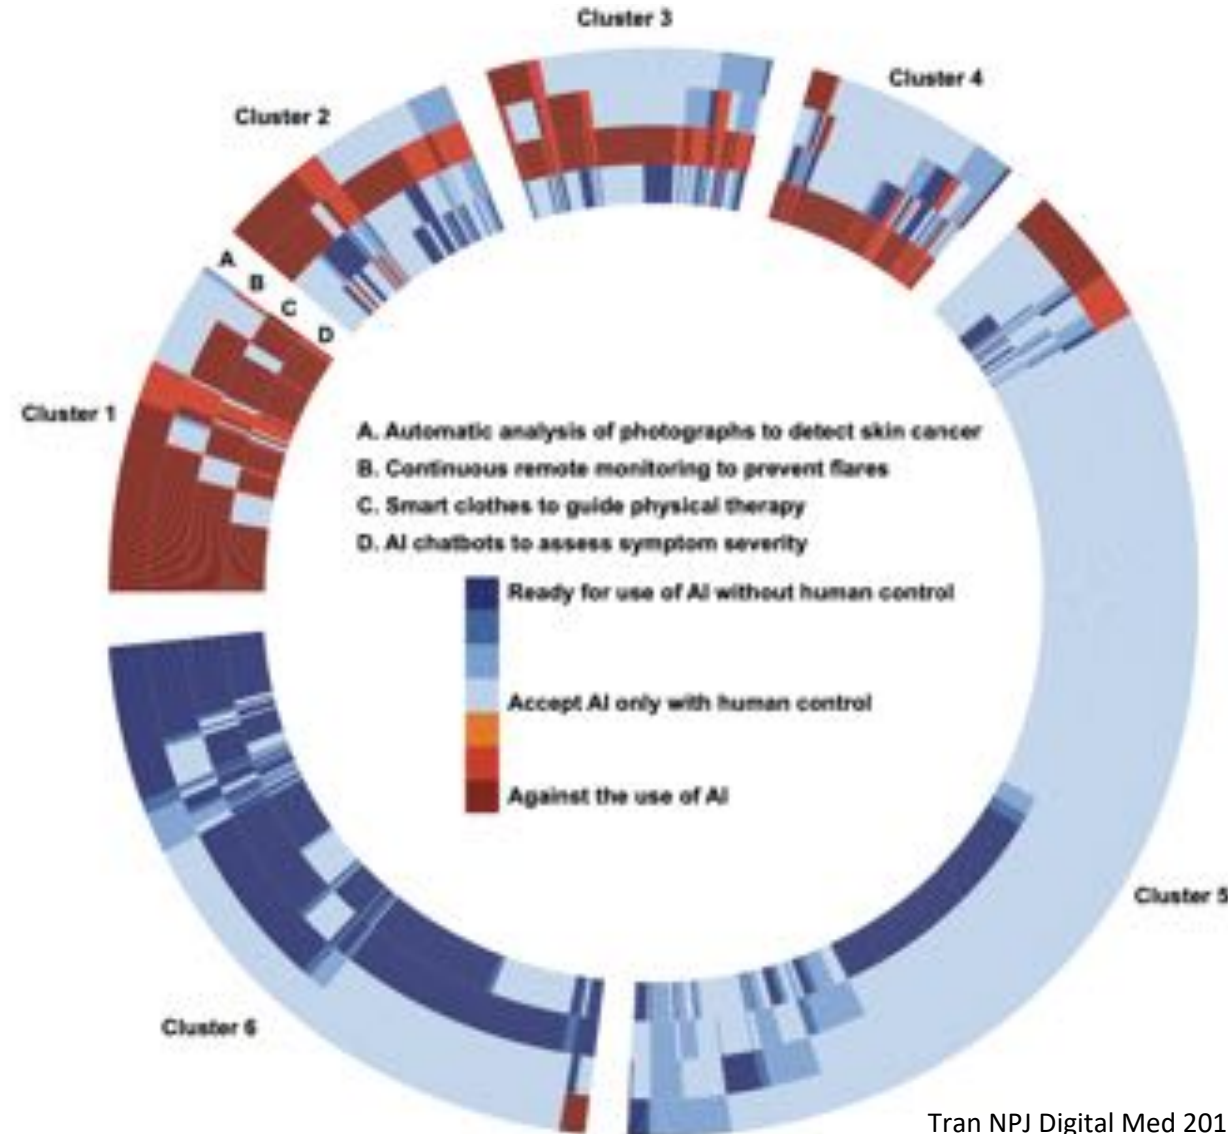 Cluster 3
Cluster 4
Cluster 2
A
B
C
D
Cluster 1
A. Automatic analysis of photographs to detect skin cancer
B. Continuous remote monitoring to prevent flares
C. Smart clothes to guide physical therapy
D. AI chatbots to assess symptom severity
Ready for use of AI without human control
Accept AI only with human control
Against the use of AI
Cluster 5
Cluster 6
Tran NPJ Digital Med 201